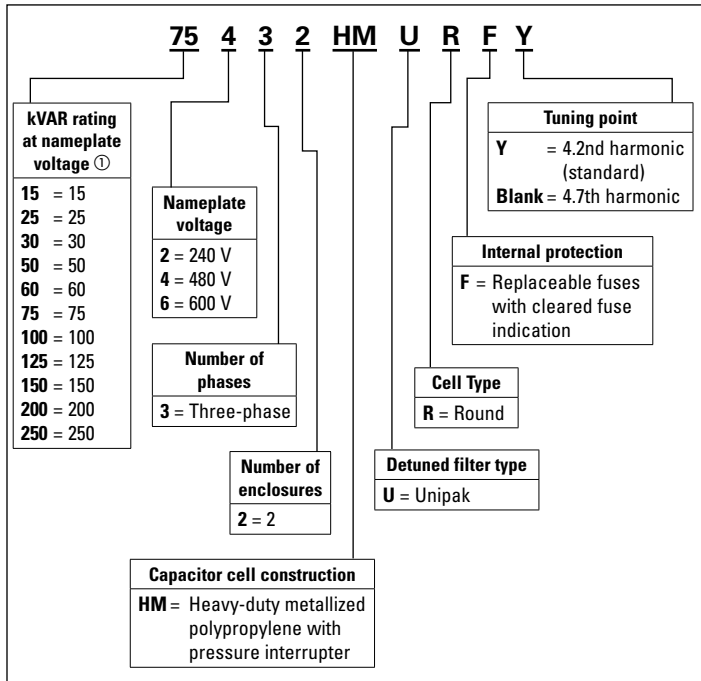 75 4 3 2 HM U R F Y
kVAR rating
at nameplate
voltage ①
15 = 15
25 = 25
30 = 30
50 = 50
60 = 60
75 = 75
100 = 100
125 = 125
150 = 150
200 = 200
250 = 250
Nameplate
voltage
2 = 240 V
4 = 480 V
6 = 600 V
Number of
phases
3 = Three-phase
Number of
enclosures
2 = 2
Capacitor cell construction
HM = Heavy-duty metallized
polypropylene with
pressure interrupter
Detuned filter type
U = Unipak
Cell Type
R = Round
Internal protection
F = Replaceable fuses
with cleared fuse
indication
Tuning point
Y = 4.2nd harmonic
(standard)
Blank = 4.7th harmonic